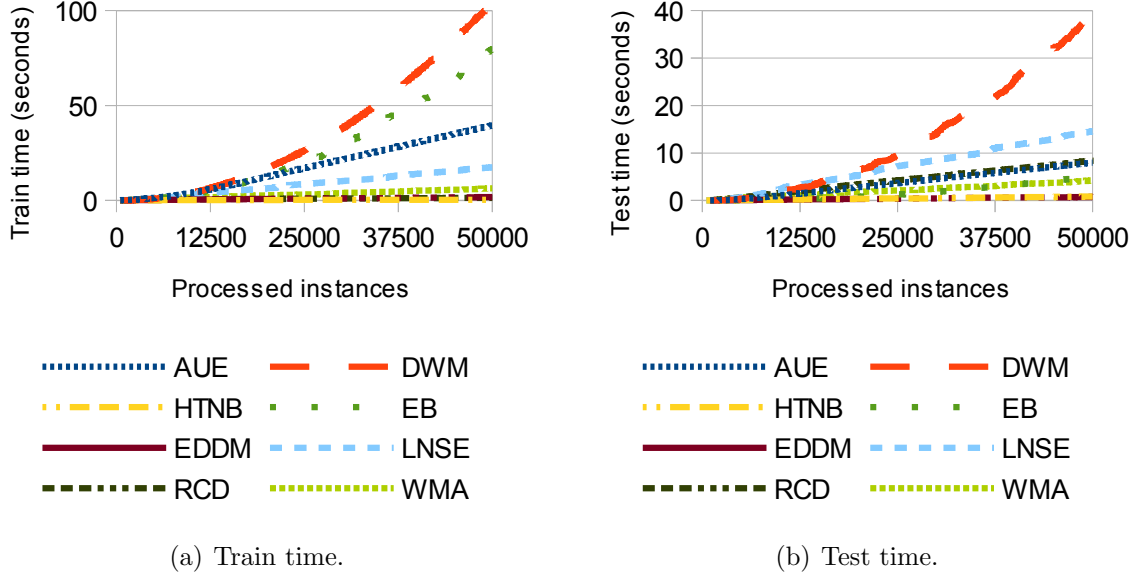 Train time (seconds)
100
50
0
0 12500 25000 37500 50000
Processed instances
AUE DWM
HTNB EB
EDDM LNSE
RCD WMA
(a) Train time.
Test time (seconds)
40
30
20
10
0
0 12500 25000 37500 50000
Processed instances
AUE DWM
HTNB EB
EDDM LNSE
RCD WMA
(b) Test time.